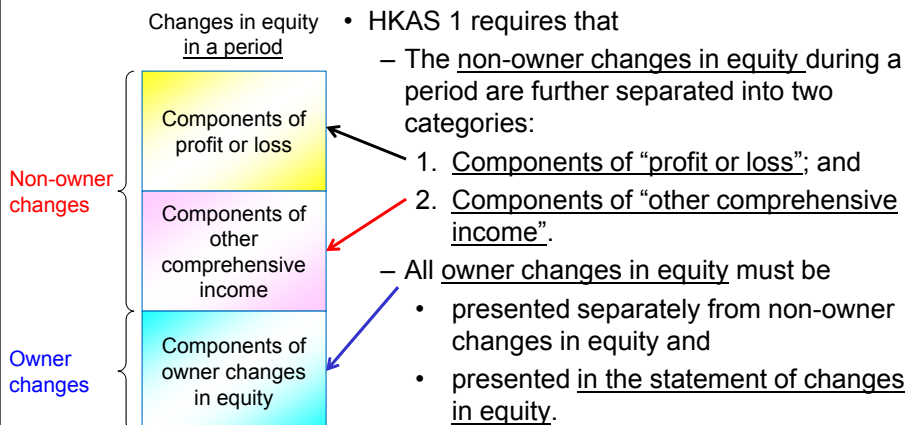 Changes in equity
in a period
Components of
profit or loss
Components of
other
comprehensive
income
Components of
owner changes
in equity
Non-owner
changes
Owner
changes
• HKAS 1 requires that
– The non-owner changes in equity during a
period are further separated into two
categories:
1. Components of “profit or loss”; and
2. Components of “other comprehensive
income”.
– All owner changes in equity must be
• presented separately from non-owner
changes in equity and
• presented in the statement of changes
in equity.